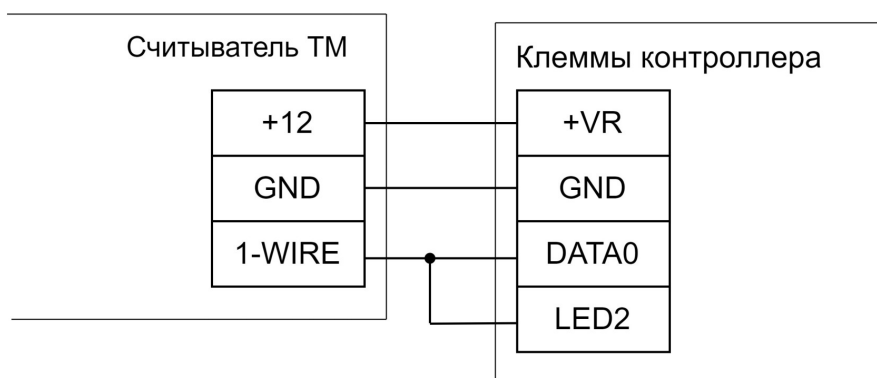 Считыватель ТМ
+12
GND
1-WIRE
Клеммы контроллера
+VR
GND
DATA0
LED2